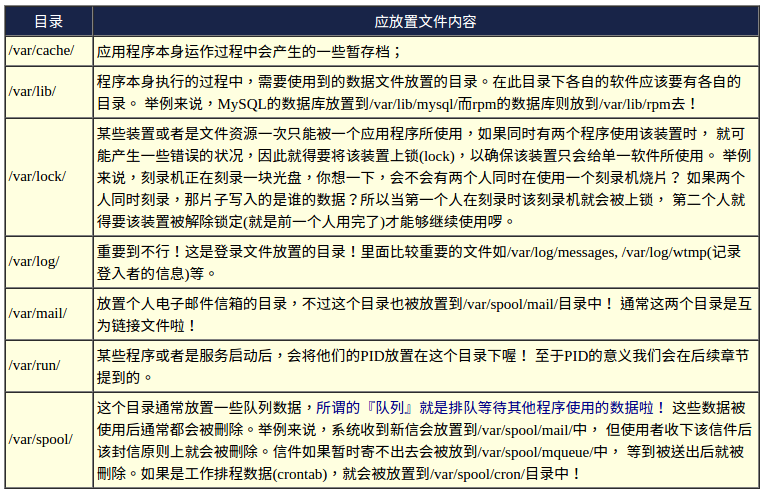 目录 应放置文件内容
/var/cache/ 应用程序本身运作过程中会产生的一些暂存档；
程序本身执行的过程中，需要使用到的数据文件放置的目录。在此目录下各自的软件应该要有各自的
/var/lib/ 目录。 举例来说，MySQL的数据库放置到/var/lib/mysql/而rpm的数据库则放到/var/lib/rpm去！
某些装置或者是文件资源一次只能被一个应用程序所使用，如果同时有两个程序使用该装置时， 就可
能产生一些错误的状况，因此就得要将该装置上锁(lock)，以确保该装置只会给单一软件所使用。 举例
/var/lock/ 来说，刻录机正在刻录一块光盘，你想一下，会不会有两个人同时在使用一个刻录机烧片？ 如果两个
人同时刻录，那片子写入的是谁的数据？所以当第一个人在刻录时该刻录机就会被上锁， 第二个人就
得要该装置被解除锁定(就是前一个人用完了)才能够继续使用啰。
/var/log/ 重要到不行！这是登录文件放置的目录！里面比较重要的文件如/var/log/messages, /var/log/wtmp(记录
登入者的信息)等。
/var/mail/ 放置个人电子邮件信箱的目录，不过这个目录也被放置到/var/spool/mail/目录中！ 通常这两个目录是互
为链接文件啦！
/var/run/ 某些程序或者是服务启动后，会将他们的PID放置在这个目录下喔！ 至于PID的意义我们会在后续章节
提到的。
这个目录通常放置一些队列数据，所谓的『队列』就是排队等待其他程序使用的数据啦！ 这些数据被
使用后通常都会被刪除。举例来说，系统收到新信会放置到/var/spool/mail/中， 但使用者收下该信件后
/var/spool/ 该封信原则上就会被刪除。信件如果暂时寄不出去会被放到/var/spool/mqueue/中， 等到被送出后就被
刪除。如果是工作排程数据(crontab)，就会被放置到/var/spool/cron/目录中！